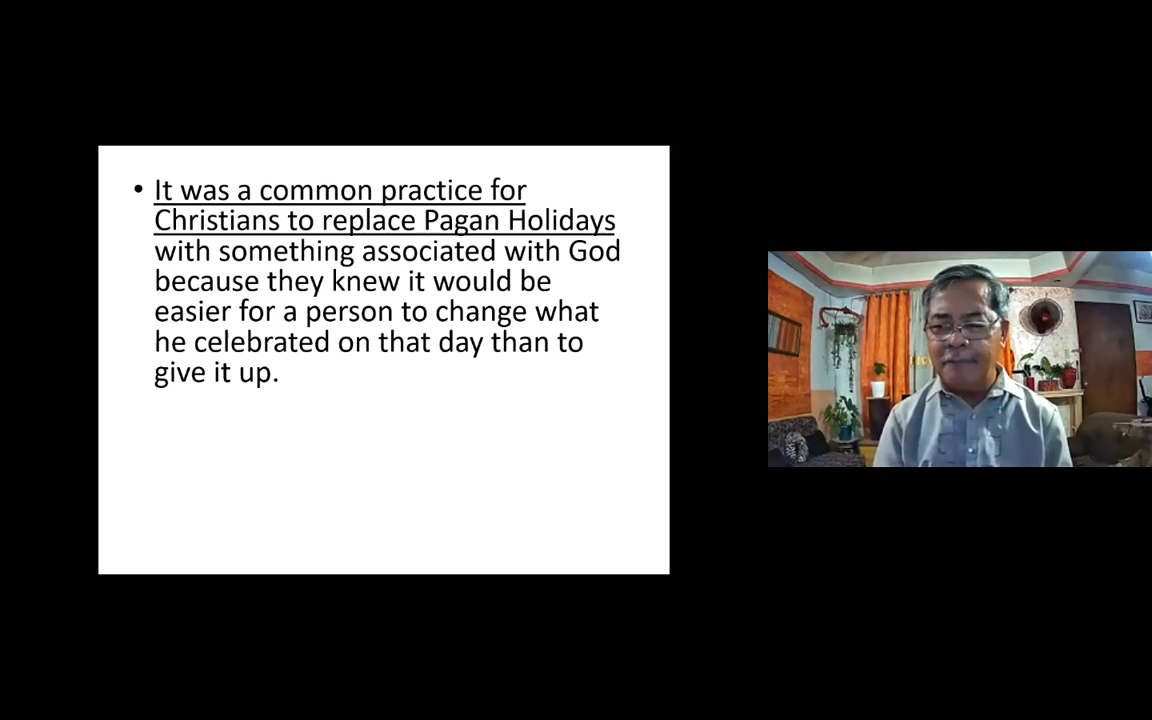 • It was a common practice for
Christians to replace Pagan Holidays
with something associated with God
because they knew it would be
easier for a person to change what
he celebrated on that day than to
give it up.